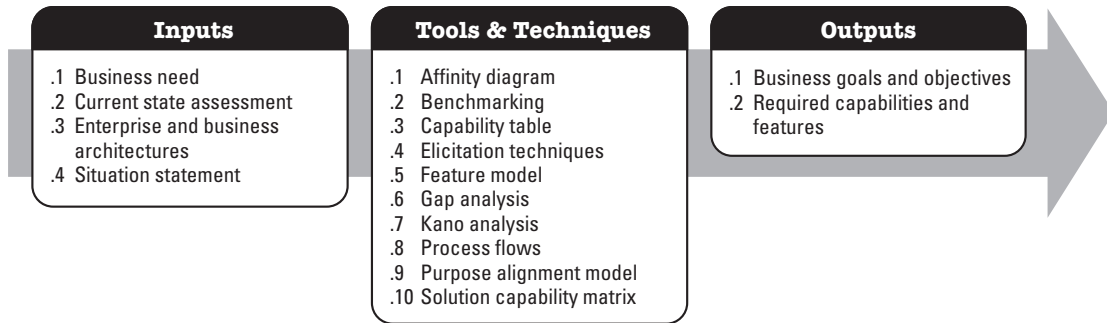 Inputs
.1 Business need
.2 Current state assessment
.3 Enterprise and business
architectures
.4 Situation statement
Tools & Techniques
.1 Affinity diagram
.2 Benchmarking
.3 Capability table
.4 Elicitation techniques
.5 Feature model
.6 Gap analysis
.7 Kano analysis
.8 Process flows
.9 Purpose alignment model
.10 Solution capability matrix
Outputs
.1 Business goals and objectives
.2 Required capabilities and
features